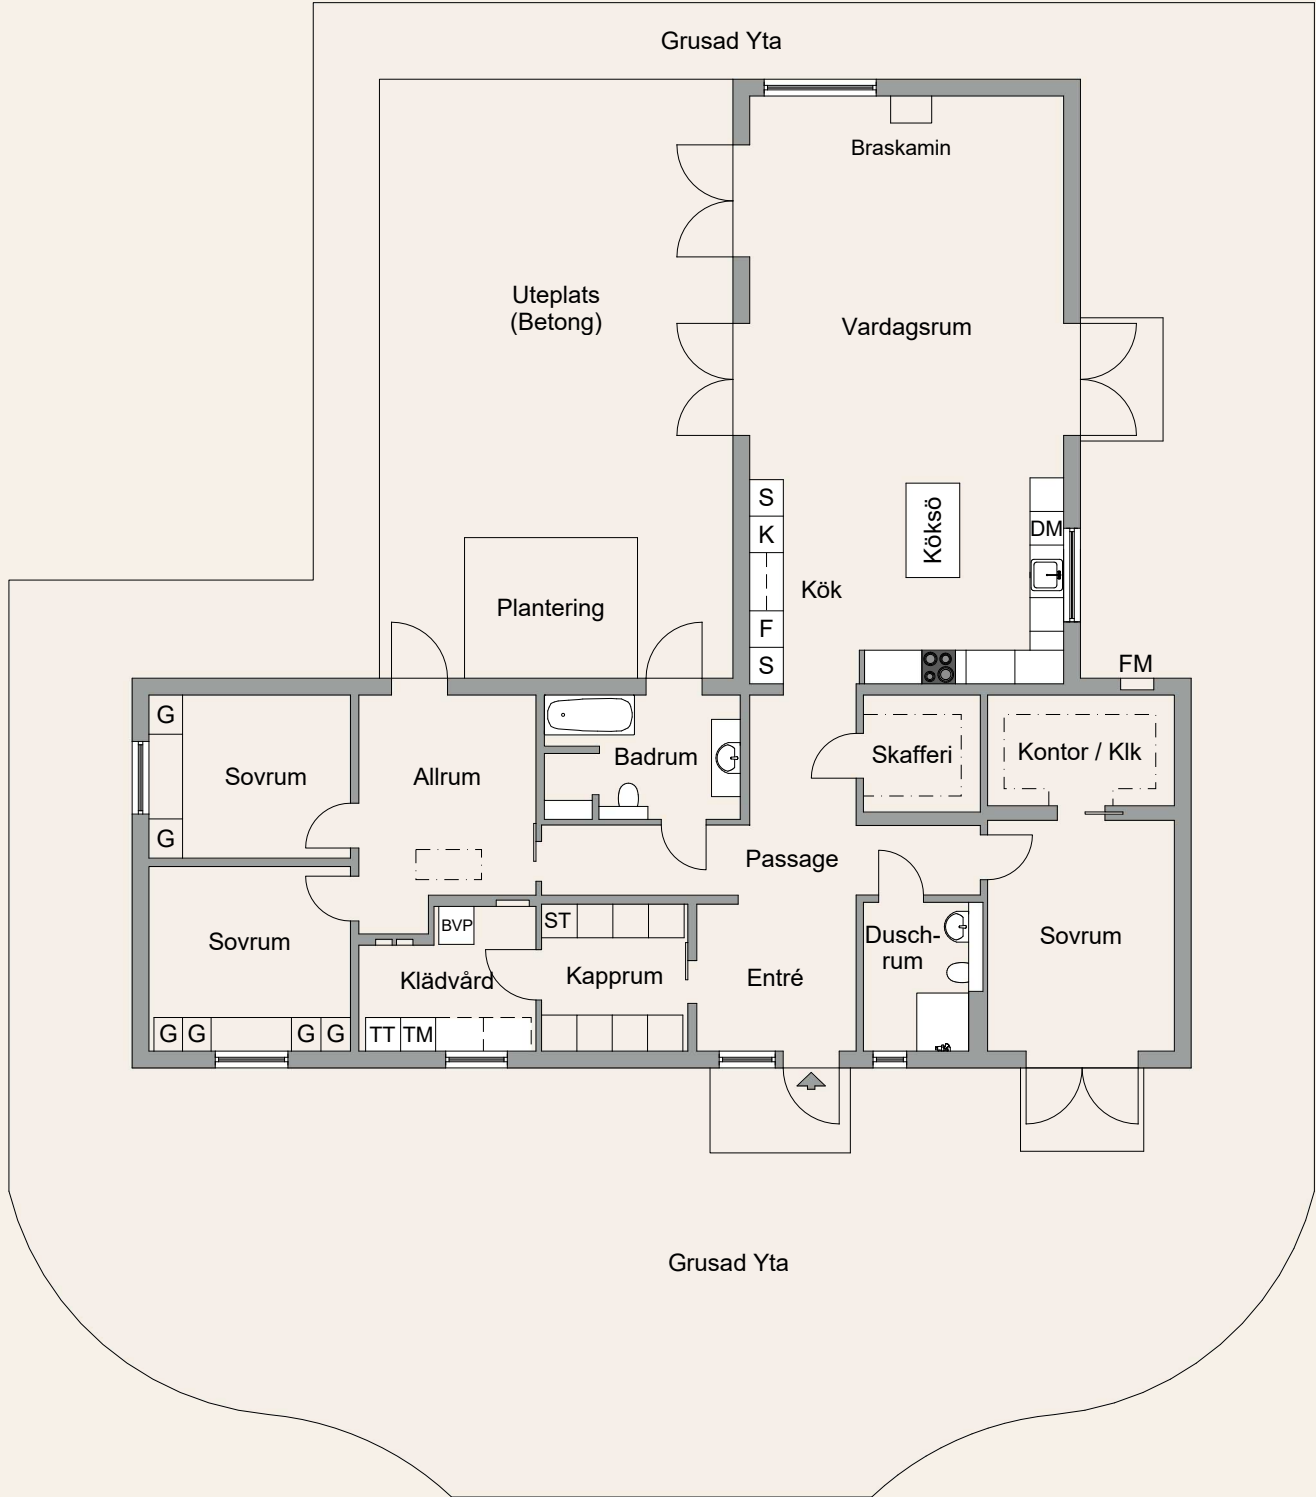 Grusad Yta
Braskamin
Uteplats
(Betong)
Vardagsrum
S
K
F
S
Köksö
DM
Kök
Plantering
FM
G
G
Sovrum
Allrum
Badrum
Skafferi
Kontor / Klk
Passage
Sovrum
G G G G
BVP
Klädvård
TT TM
ST
Kapprum
Entré
Dusch-
rum
Sovrum
Grusad Yta